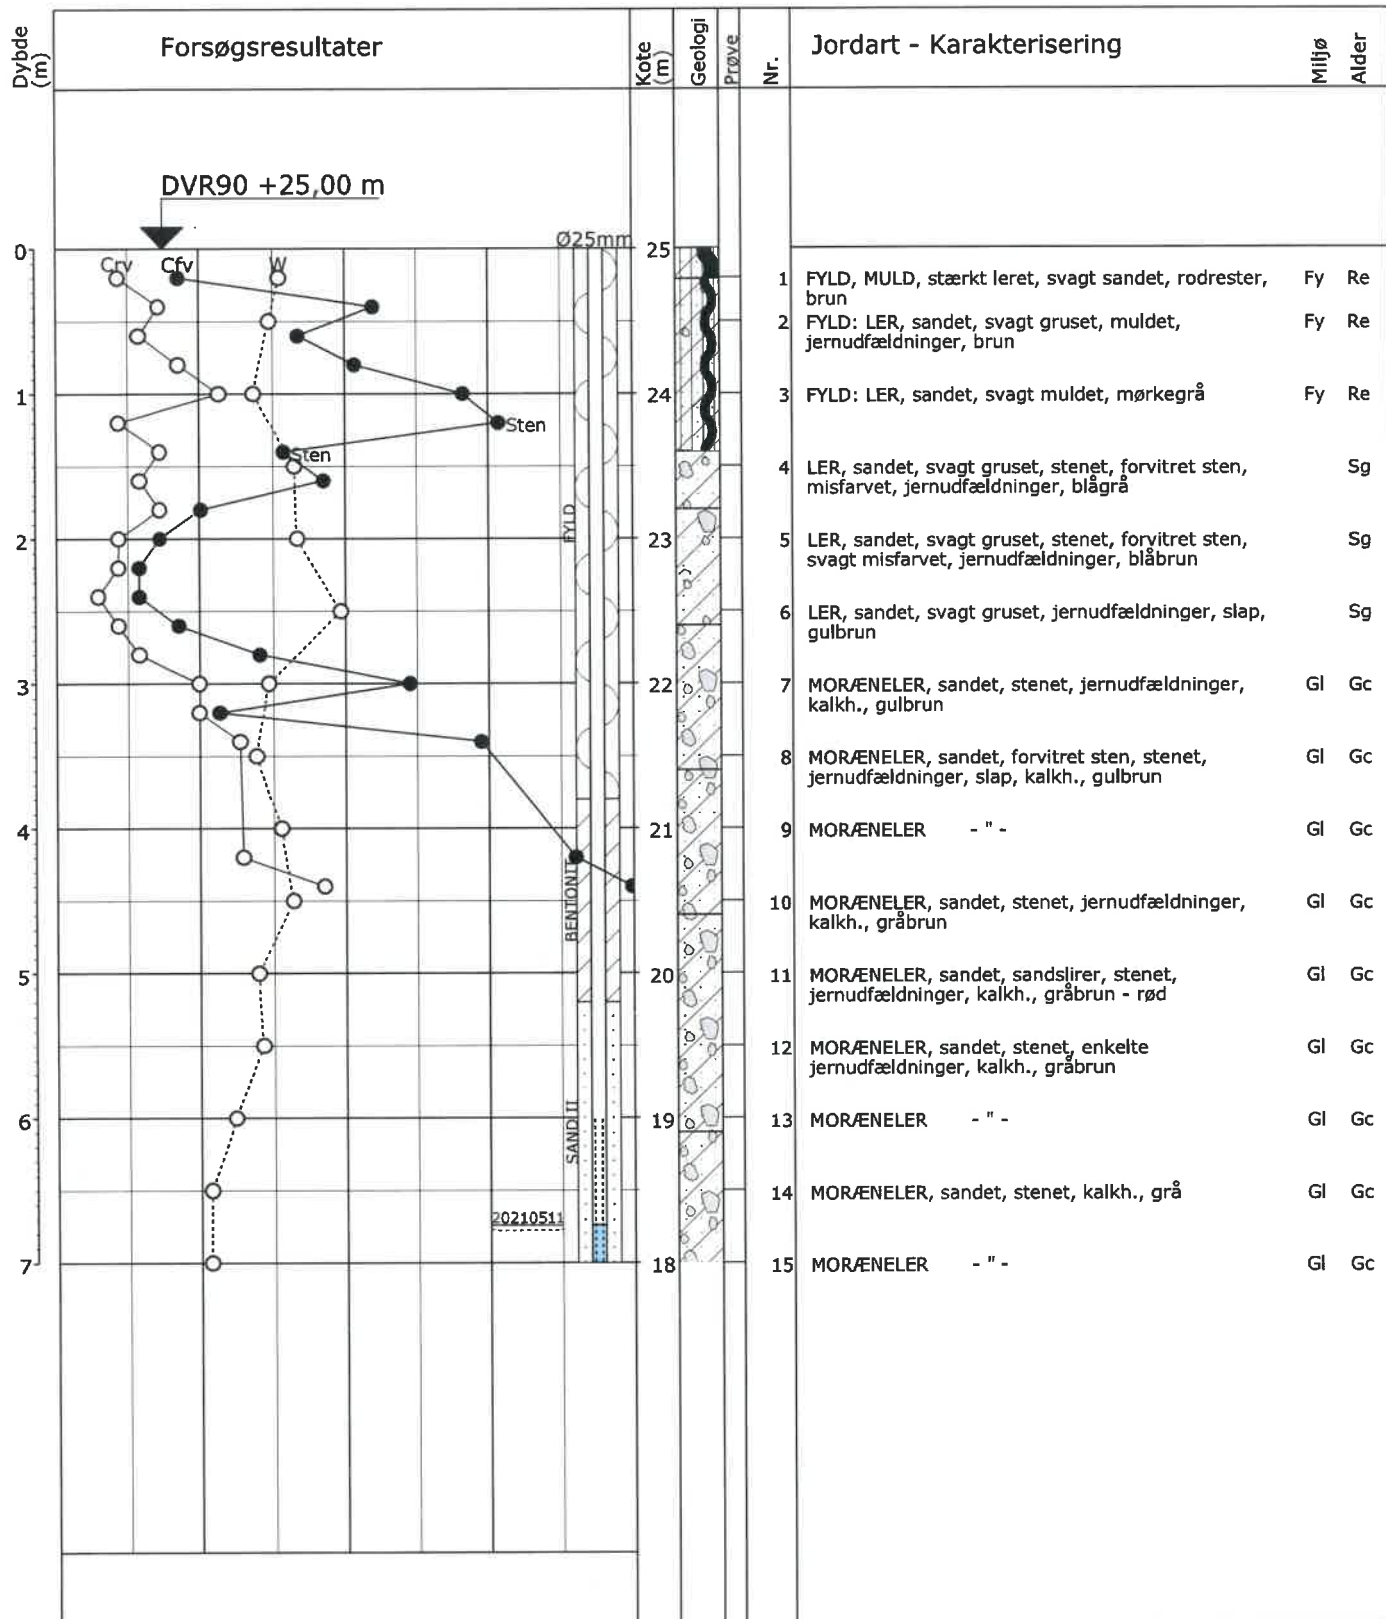 Dybde (m)
Forsøgsresultater
Kote (m)
Geologi
Prøve
Nr.
Jordart - Karakterisering
Miljø
Alder
DVR90 +25,00 m
Ø25mm
0
25
Crv
Cfv
W
1 FYLD, MULD, stærkt leret, svagt sandet, rodrester, Fy Re
brun
2 FYLD: LER, sandet, svagt gruset, muldet, Fy Re
jernudfældninger, brun
1
24
3 FYLD: LER, sandet, svagt muldet, mørkegrå Fy Re
Sten
Sten
4 LER, sandet, svagt gruset, stenet, forvitret sten, Sg
misfarvet, jernudfældninger, blågrå
FYLD
2
23
5 LER, sandet, svagt gruset, stenet, forvitret sten, Sg
svagt misfarvet, jernudfældninger, blåbrun
6 LER, sandet, svagt gruset, jernudfældninger, slap, Sg
gulbrun
3
22
7 MORÆNELER, sandet, stenet, jernudfældninger, Gl Gc
kalkh., gulbrun
8 MORÆNELER, sandet, forvitret sten, stenet, Gl Gc
jernudfældninger, slap, kalkh., gulbrun
4
21
9 MORÆNELER - " - Gl Gc
BENTONIT
10 MORÆNELER, sandet, stenet, jernudfældninger, Gl Gc
kalkh., gråbrun
5
20
11 MORÆNELER, sandet, sandslirer, stenet, Gl Gc
jernudfældninger, kalkh., gråbrun - rød
12 MORÆNELER, sandet, stenet, enkelte Gl Gc
jernudfældninger, kalkh., gråbrun
6
19
13 MORÆNELER - " - Gl Gc
SAND II
14 MORÆNELER, sandet, stenet, kalkh., grå Gl Gc
20210511
7
18
15 MORÆNELER - " - Gl Gc